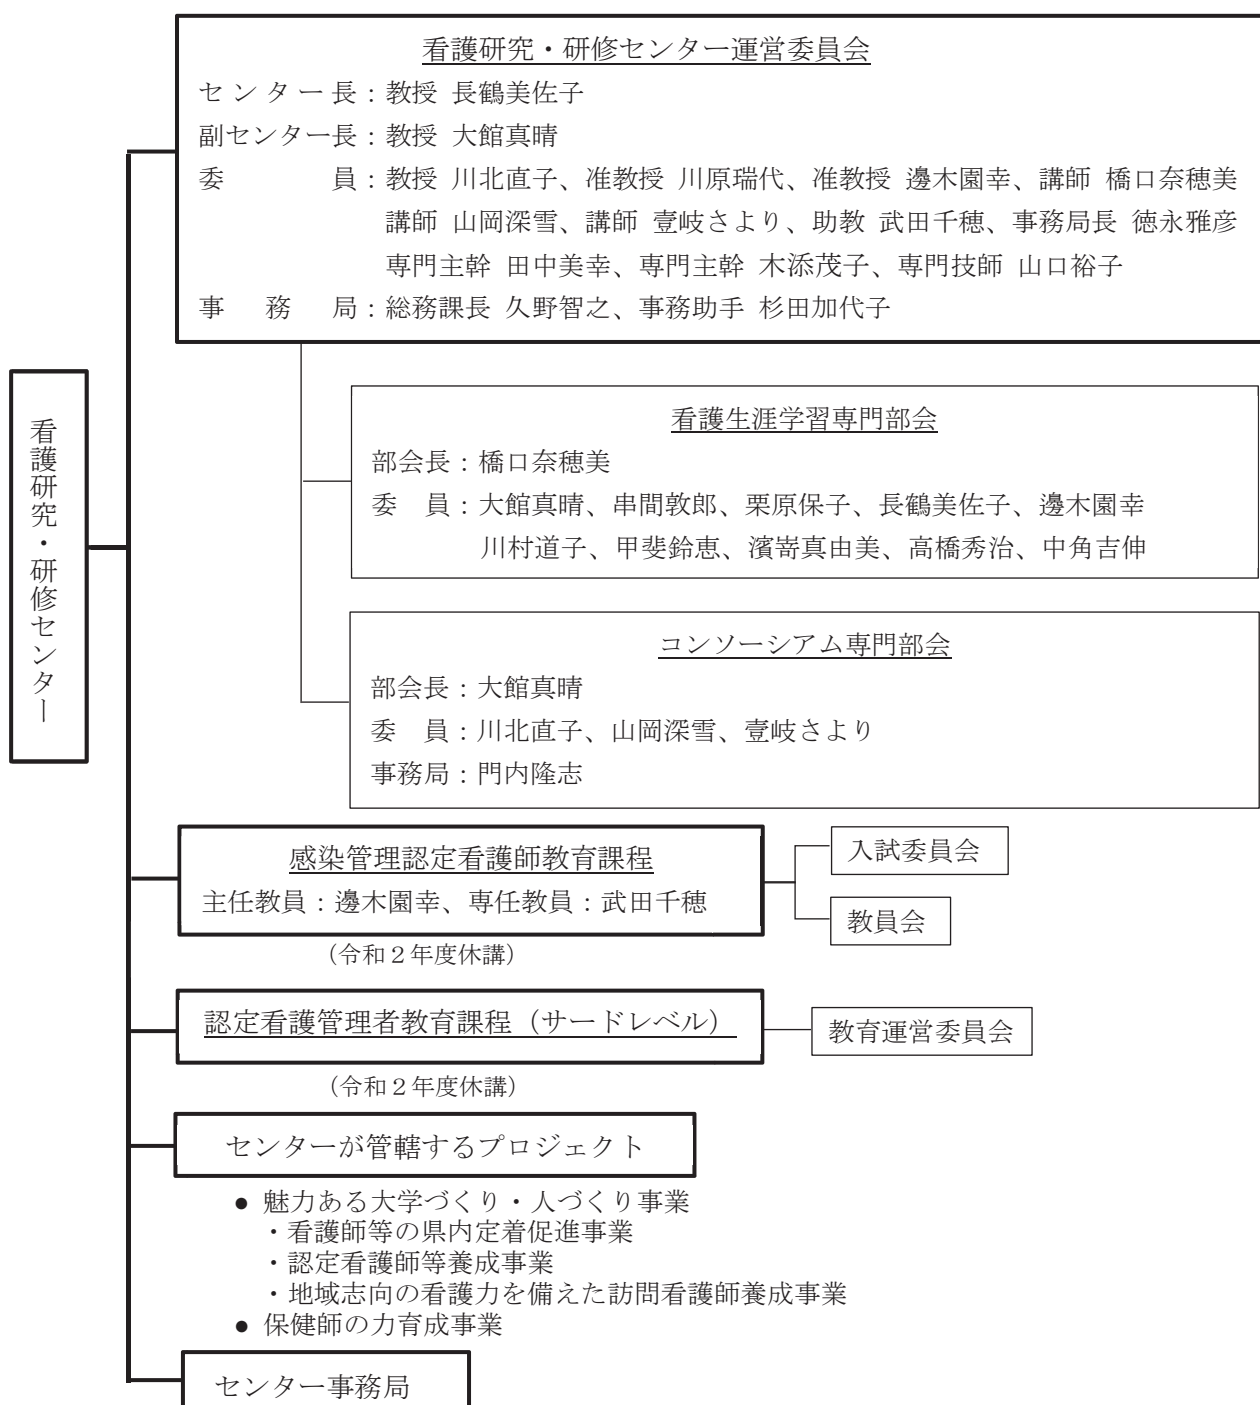 看護研究・研修センター運営委員会
センター長：教授 長鶴美佐子
副センター長：教授 大館真晴
委員：教授 川北直子、准教授 川原瑞代、准教授 邊木園幸、講師 橋口奈穂美
講師 山岡深雪、講師 壹岐さより、助教 武田千穂、事務局長 徳永雅彦
専門主幹 田中美幸、専門主幹 木添茂子、専門技師 山口裕子
事務局：総務課長 久野智之、事務助手 杉田加代子
看護研究・研修センター
看護生涯学習専門部会
部会長：橋口奈穂美
委員：大館真晴、串間敦郎、栗原保子、長鶴美佐子、邊木園幸
川村道子、甲斐鈴恵、濱嵜真由美、高橋秀治、中角吉伸
コンソーシアム専門部会
部会長：大館真晴
委員：川北直子、山岡深雪、壹岐さより
事務局：門内隆志
感染管理認定看護師教育課程
主任教員：邊木園幸、専任教員：武田千穂
（令和２年度休講）
入試委員会
教員会
認定看護管理者教育課程（サードレベル）
（令和２年度休講）
教育運営委員会
センターが管轄するプロジェクト
● 魅力ある大学づくり・人づくり事業
・看護師等の県内定着促進事業
・認定看護師等養成事業
・地域志向の看護力を備えた訪問看護師養成事業
● 保健師の力育成事業
センター事務局